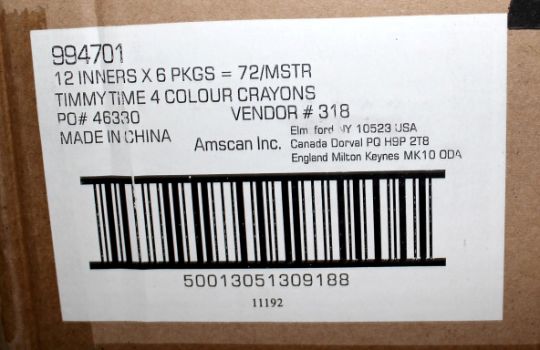 994701
12 INNERS X 6 PKGS = 72/MSTR
TIMMY TIME 4 COLOUR CRAYONS
PO# 46330 VENDOR # 318
MADE IN CHINA
Amscan Inc.
Elmsford NY 10523 USA
Canada Dorval PQ H9P 2T8
England Milton Keynes MK10 0DA
50013051309188
11192